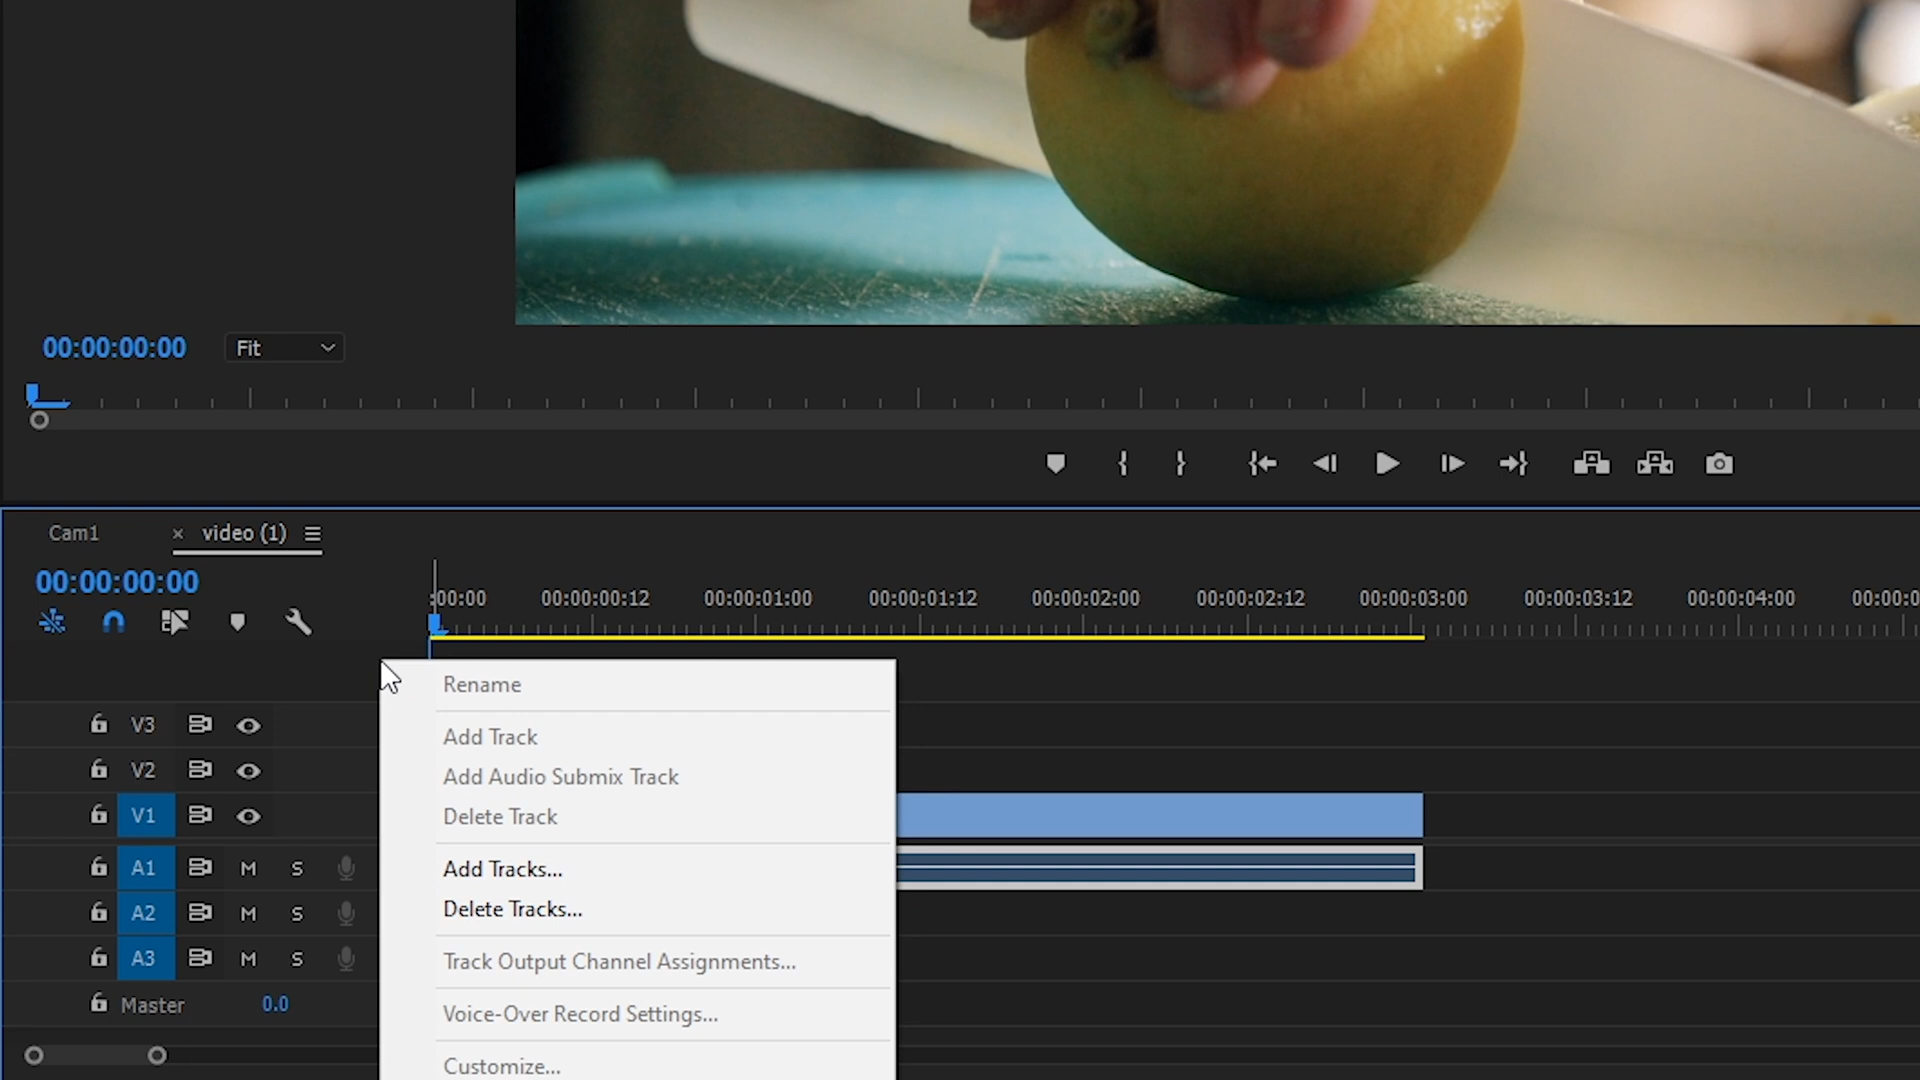 00:00:00:00 Fit
Cam1 × video (1)
00:00:00:00
:00:00 00:00:00:12 00:00:01:00 00:00:01:12 00:00:02:00 00:00:02:12 00:00:03:00 00:00:03:12 00:00:04:00 00:00:0
Rename
V3
Add Track
V2
Add Audio Submix Track
V1
Delete Track
A1 M S
Add Tracks...
A2 M S
Delete Tracks...
A3 M S
Track Output Channel Assignments...
Master 0.0
Voice-Over Record Settings...
Customize...